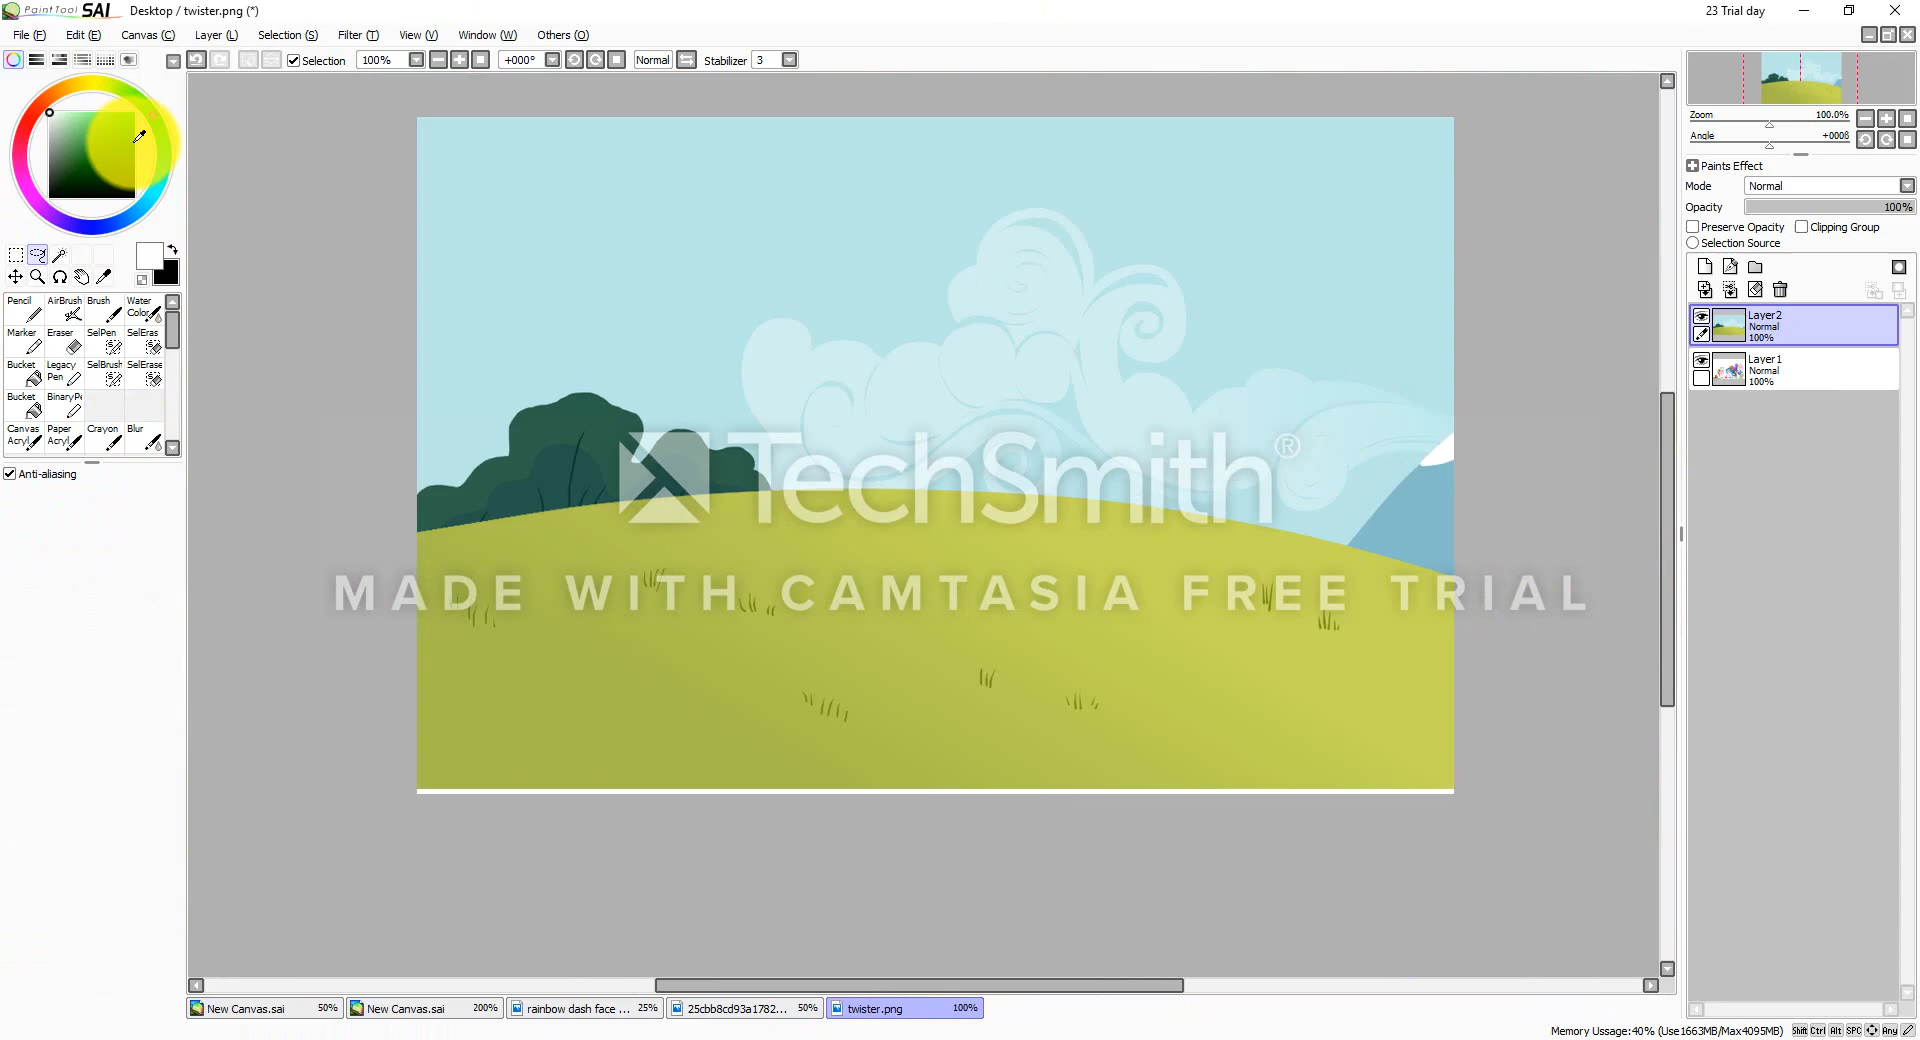 PaintTool SAI Desktop / twister.png (*) 23 Trial day
File (F) Edit (E) Canvas (C) Layer (L) Selection (S) Filter (T) View (V) Window (W) Others (O)
Selection 100% +000° Normal Stabilizer 3
Zoom 100.0%
Angle +000ß
Paints Effect
Mode Normal
Opacity 100%
Preserve Opacity Clipping Group
Selection Source
Pencil AirBrush Brush Water Color
Marker Eraser SelPen SelEras
Bucket Legacy Pen SelBrush SelErase
Bucket BinaryPe
Canvas Acryl Paper Acryl Crayon Blur
Anti-aliasing
Layer2
Normal
100%
Layer1
Normal
100%
TechSmith®
MADE WITH CAMTASIA FREE TRIAL
New Canvas.sai 50% New Canvas.sai 200% rainbow dash face ... 25% 25cbb8cd93a1782... 50% twister.png 100%
Memory Ussage:40% (Use1663MB/Max4095MB) Shift Ctrl Alt SPC Any